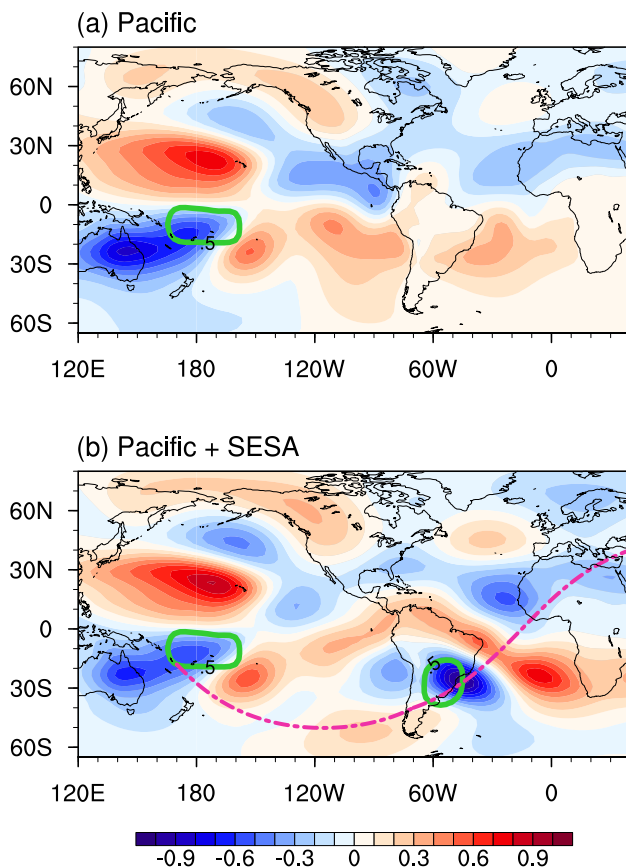 (a) Pacific
60N
30N
0
30S
60S
.5
120E 180 120W 60W 0
(b) Pacific + SESA
60N
30N
0
30S
60S
.5 .5
120E 180 120W 60W 0
-0.9 -0.6 -0.3 0 0.3 0.6 0.9